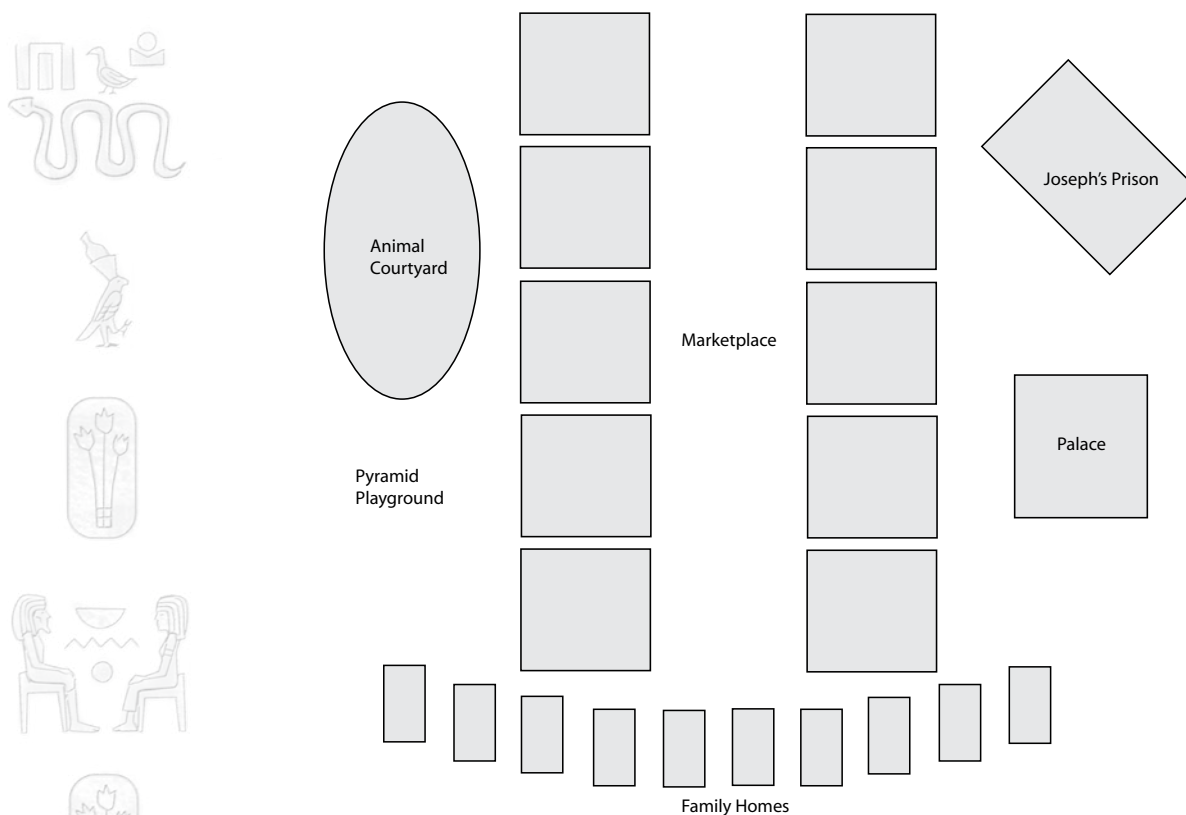 Joseph’s Prison
Animal
Courtyard
Marketplace
Palace
Pyramid
Playground
Family Homes